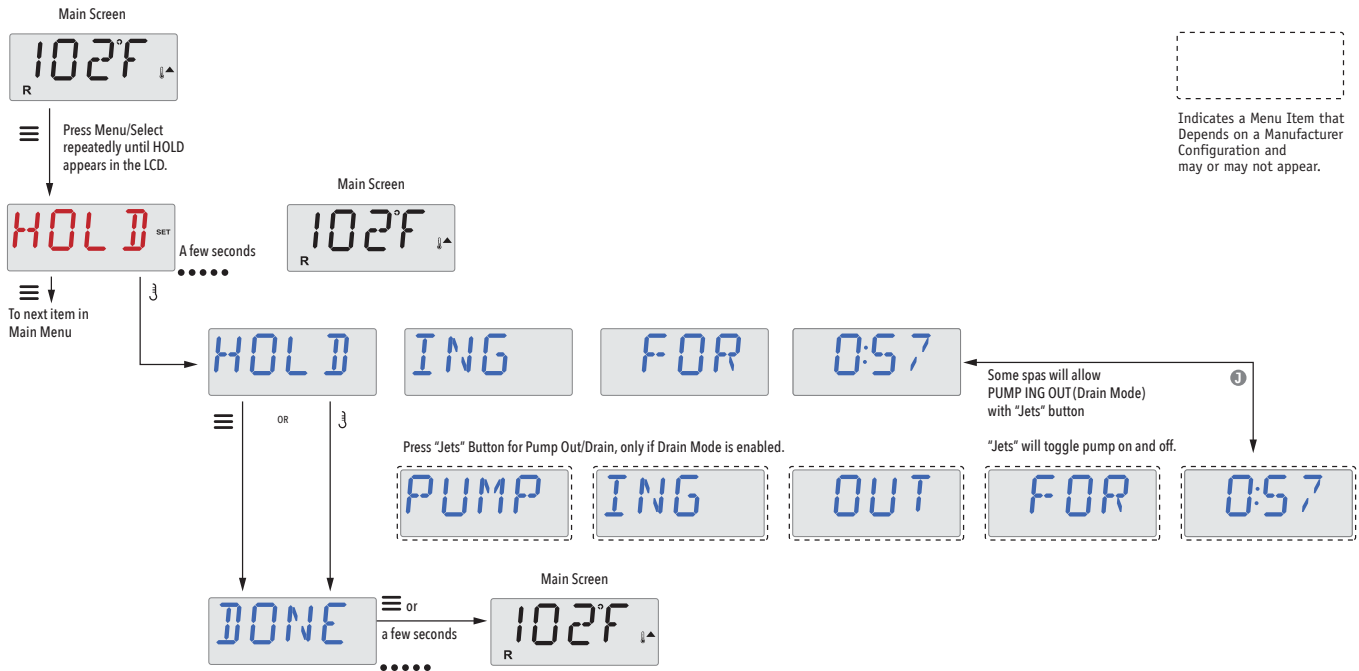 Main Screen
102°F
R
Press Menu/Select
repeatedly until HOLD
appears in the LCD.
Indicates a Menu Item that
Depends on a Manufacturer
Configuration and
may or may not appear.
Main Screen
HOLD SET
A few seconds
102°F
R
To next item in
Main Menu
HOLD ING FOR 0:57
Some spas will allow
PUMP ING OUT (Drain Mode)
with "Jets" button
J
OR
Press "Jets" Button for Pump Out/Drain, only if Drain Mode is enabled.
"Jets" will toggle pump on and off.
PUMP ING OUT FOR 0:57
Main Screen
DONE
or
a few seconds
102°F
R